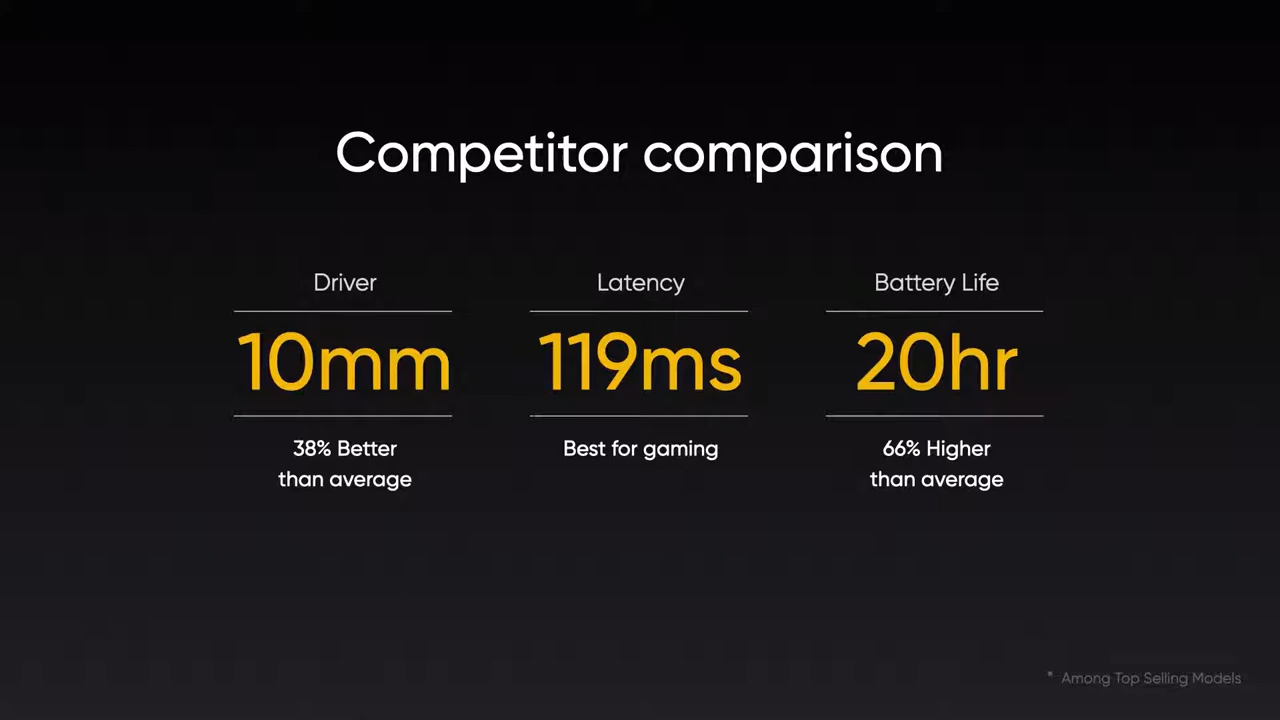 Competitor comparison
Driver
10mm
38% Better
than average
Latency
119ms
Best for gaming
Battery Life
20hr
66% Higher
than average
* Among Top Selling Models